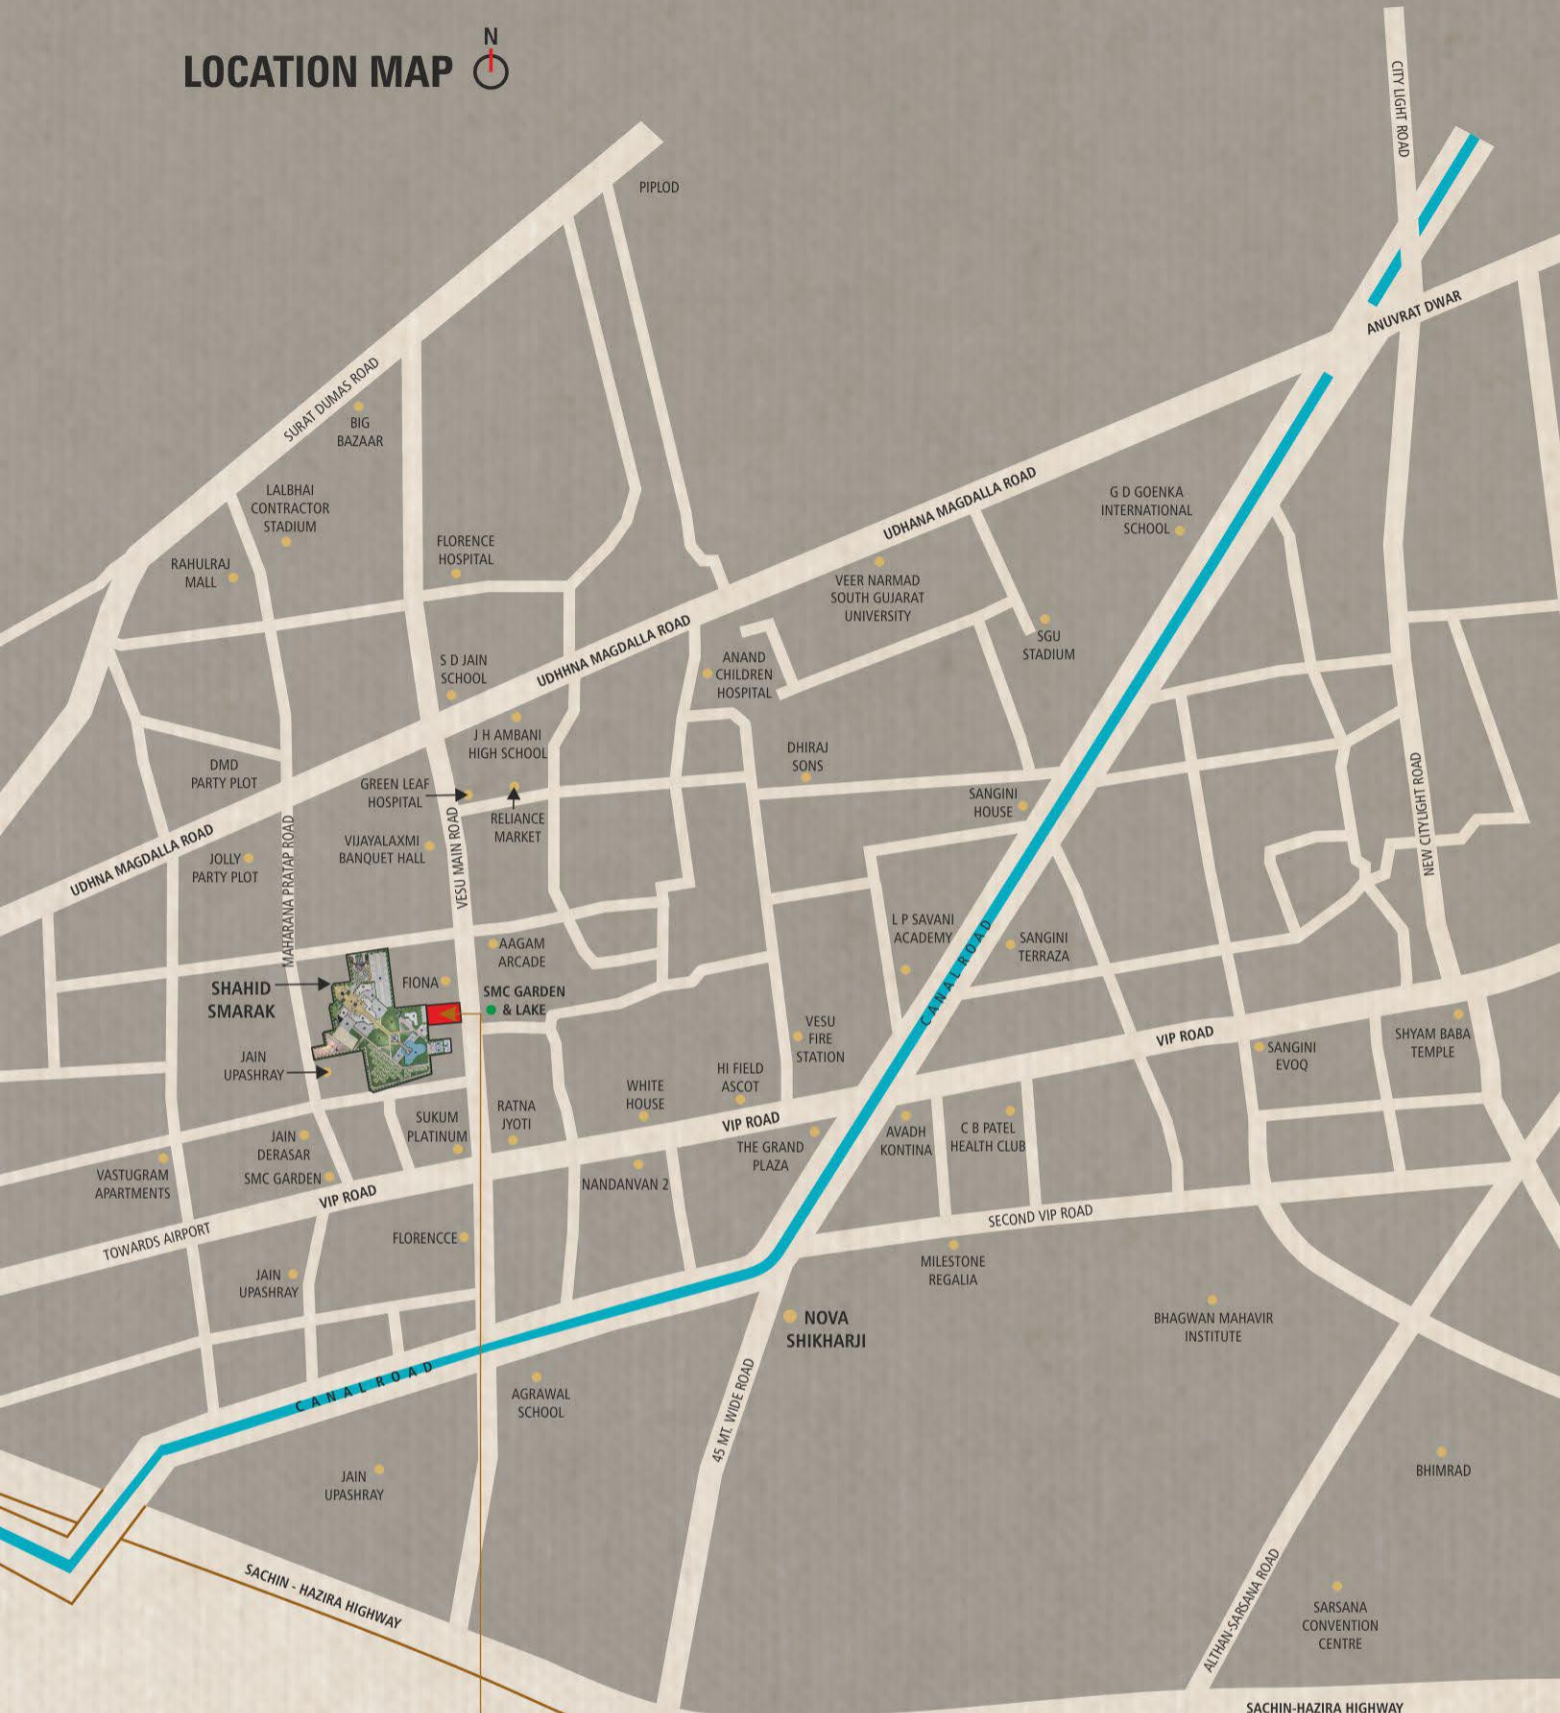 N
LOCATION MAP
CITY LIGHT ROAD
PIPLOD
ANUVRAT DWAR
SURAT DUMAS ROAD
BIG
BAZAAR
LALBHAI
CONTRACTOR
STADIUM
UDHANA MAGDALLA ROAD
G D GOENKA
INTERNATIONAL
SCHOOL
FLORENCE
HOSPITAL
RAHULRAJ
MALL
VEER NARMAD
SOUTH GUJARAT
UNIVERSITY
UDHHNA MAGDALLA ROAD
SGU
STADIUM
S D JAIN
SCHOOL
ANAND
CHILDREN
HOSPITAL
J H AMBANI
HIGH SCHOOL
DHIRAJ
SONS
DMD
PARTY PLOT
GREEN LEAF
HOSPITAL
SANGINI
HOUSE
NEW CITYLIGHT ROAD
RELIANCE
MARKET
VESU MAIN ROAD
MAHARANA PRATAP ROAD
VIJAYALAXMI
BANQUET HALL
UDHNA MAGDALLA ROAD
JOLLY
PARTY PLOT
L P SAVANI
ACADEMY
CANAL ROAD
SANGINI
TERRAZA
AAGAM
ARCADE
SHAHID
SMARAK
FIONA
SMC GARDEN
& LAKE
VESU
FIRE
STATION
VIP ROAD
SHYAM BABA
TEMPLE
SANGINI
EVOQ
JAIN
UPASHRAY
HI FIELD
ASCOT
WHITE
HOUSE
RATNA
JYOTI
SUKUM
PLATINUM
VIP ROAD
AVADH
KONTINA
C B PATEL
HEALTH CLUB
JAIN
DERASAR
THE GRAND
PLAZA
VASTUGRAM
APARTMENTS
SMC GARDEN
NANDANVAN 2
VIP ROAD
SECOND VIP ROAD
TOWARDS AIRPORT
FLORENCCE
MILESTONE
REGALIA
JAIN
UPASHRAY
NOVA
SHIKHARJI
BHAGWAN MAHAVIR
INSTITUTE
CANAL ROAD
AGRAWAL
SCHOOL
45 MT. WIDE ROAD
JAIN
UPASHRAY
BHIMRAD
SACHIN - HAZIRA HIGHWAY
ALTHAN-SARSANA ROAD
SARSANA
CONVENTION
CENTRE
SACHIN-HAZIRA HIGHWAY